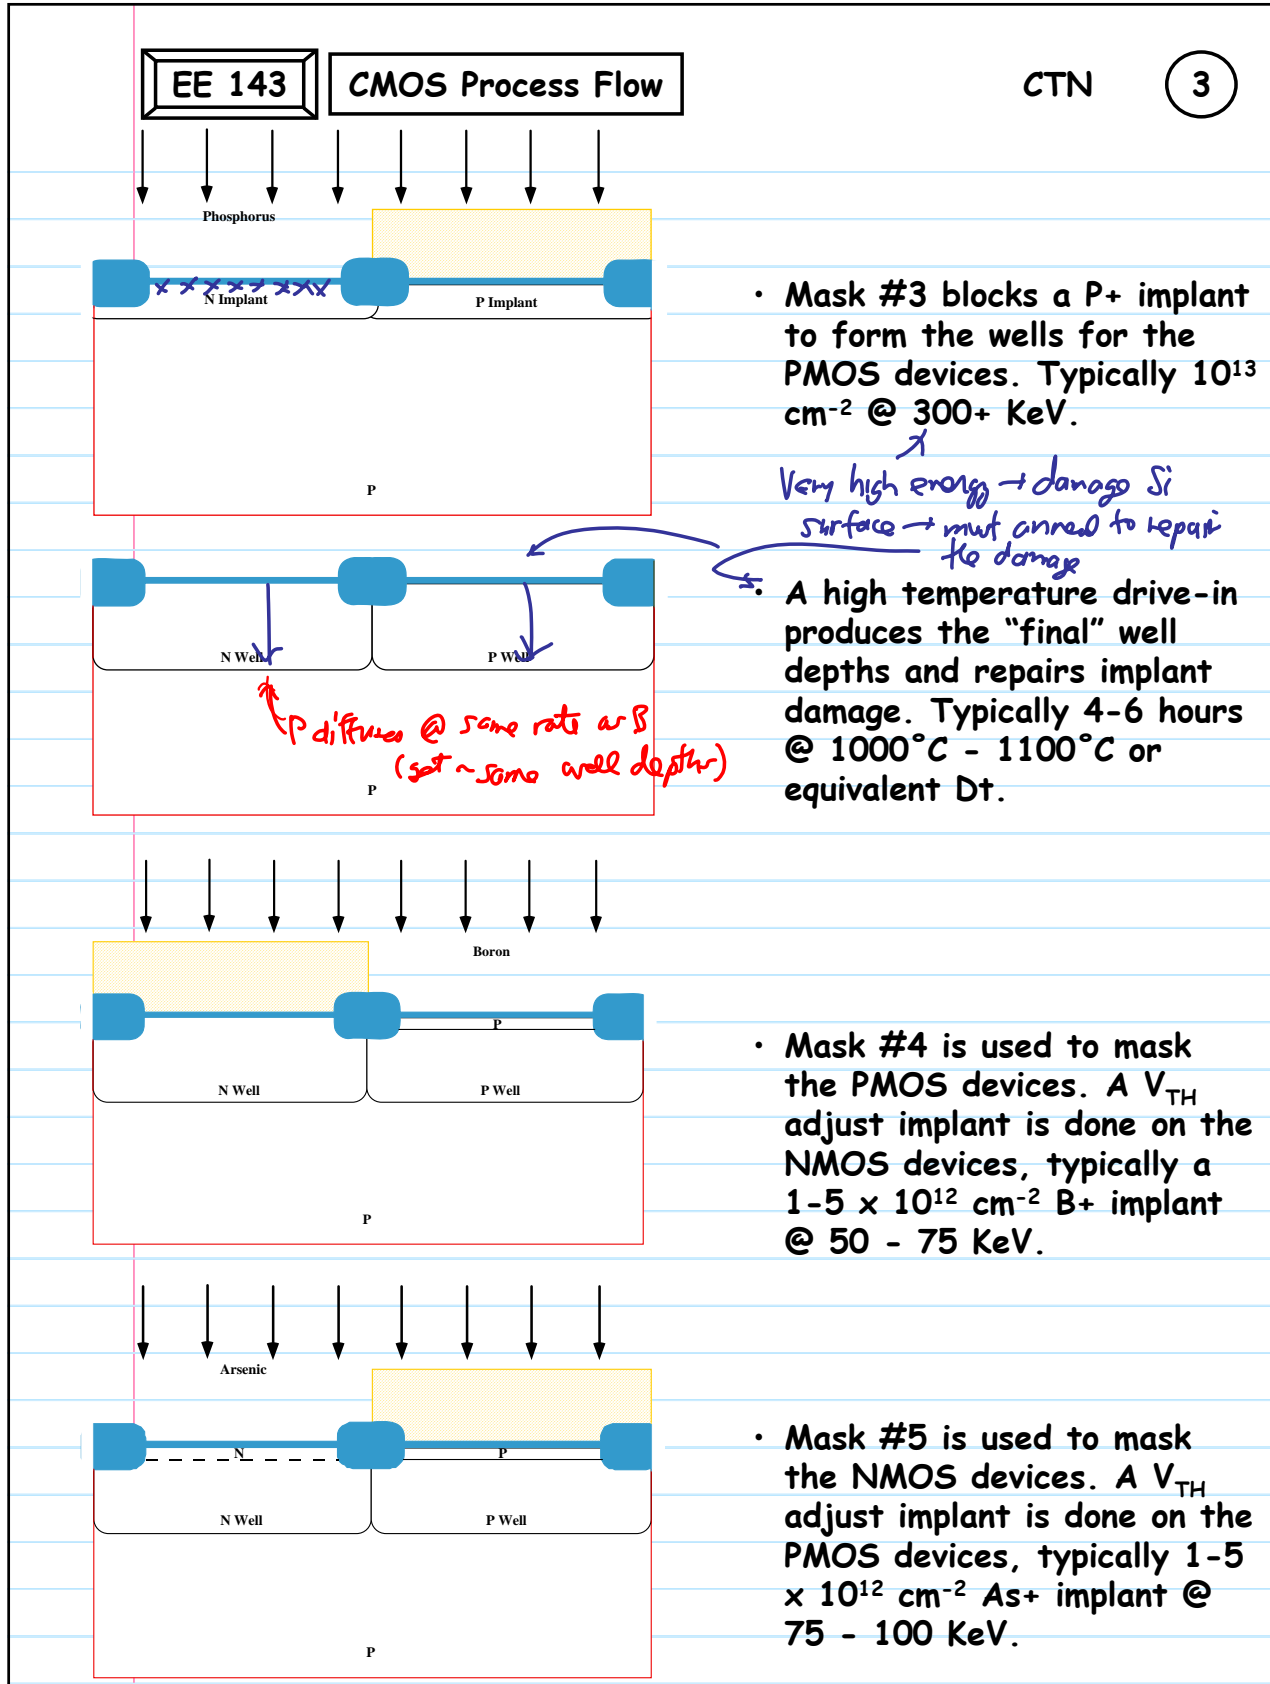 EE 143
CMOS Process Flow
CTN
3
Phosphorus
N Implant
P Implant
P
• Mask #3 blocks a P+ implant
to form the wells for the
PMOS devices. Typically 10¹³
cm⁻² @ 300+ KeV.
Very high energy → damage Si
surface → must anneal to repair
the damage
N Well
P Well
P diffuses @ same rate as B
(get ~ same well depths)
P
• A high temperature drive-in
produces the “final” well
depths and repairs implant
damage. Typically 4-6 hours
@ 1000°C - 1100°C or
equivalent Dt.
Boron
P
N Well
P Well
P
• Mask #4 is used to mask
the PMOS devices. A V_TH
adjust implant is done on the
NMOS devices, typically a
1-5 x 10¹² cm⁻² B+ implant
@ 50 - 75 KeV.
Arsenic
N
P
N Well
P Well
P
• Mask #5 is used to mask
the NMOS devices. A V_TH
adjust implant is done on the
PMOS devices, typically 1-5
x 10¹² cm⁻² As+ implant @
75 - 100 KeV.